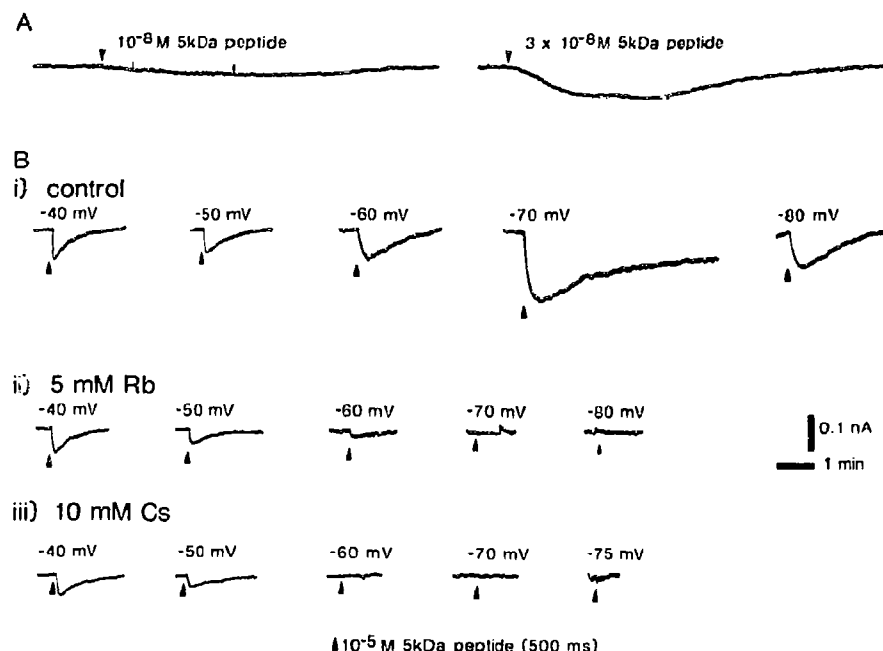 A
10⁻⁸M 5kDa peptide
3 x 10⁻⁸M 5kDa peptide
B
i) control
-40 mV
-50 mV
-60 mV
-70 mV
-80 mV
ii) 5 mM Rb
-40 mV
-50 mV
-60 mV
-70 mV
-80 mV
0.1 nA
1 min
iii) 10 mM Cs
-40 mV
-50 mV
-60 mV
-70 mV
-75 mV
10⁻⁵M 5kDa peptide (500 ms)